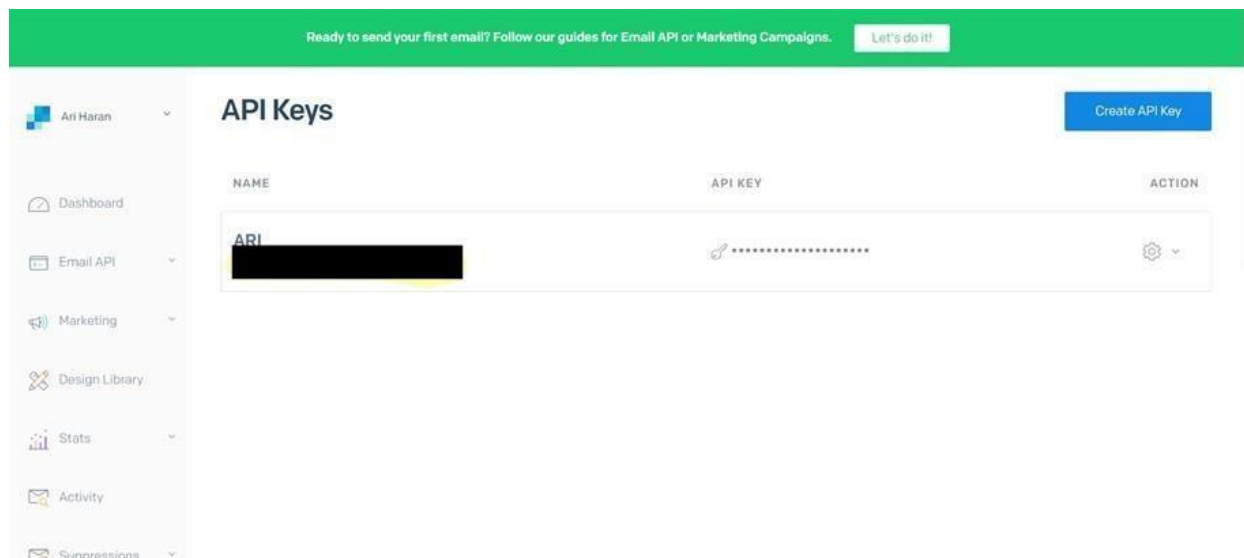 Ready to send your first email? Follow our guides for Email API or Marketing Campaigns. Let's do it!
Ari Haran
API Keys
Create API Key
NAME API KEY ACTION
Dashboard
ARI
••••••••••••••••••••
Email API
Marketing
Design Library
Stats
Activity
Suppressions